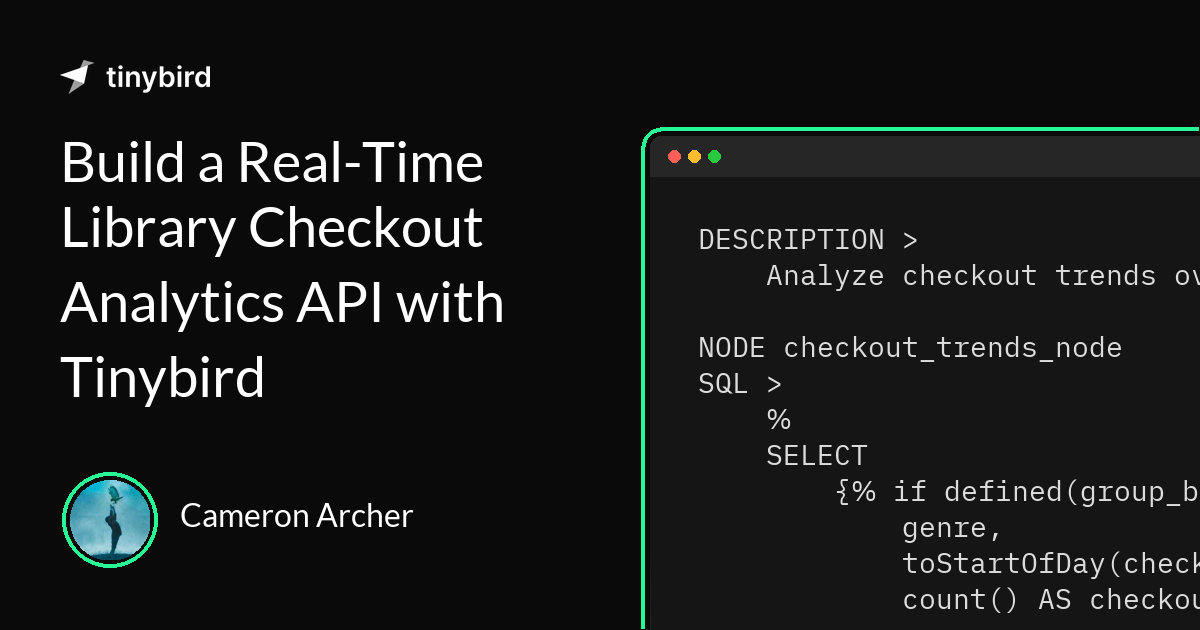 tinybird
Build a Real-Time
Library Checkout
Analytics API with
Tinybird
Cameron Archer
DESCRIPTION >
Analyze checkout trends
NODE checkout_trends_node
SQL >
%
SELECT
{% if defined(group_b
genre,
toStartOfDay(check
count() AS checkou